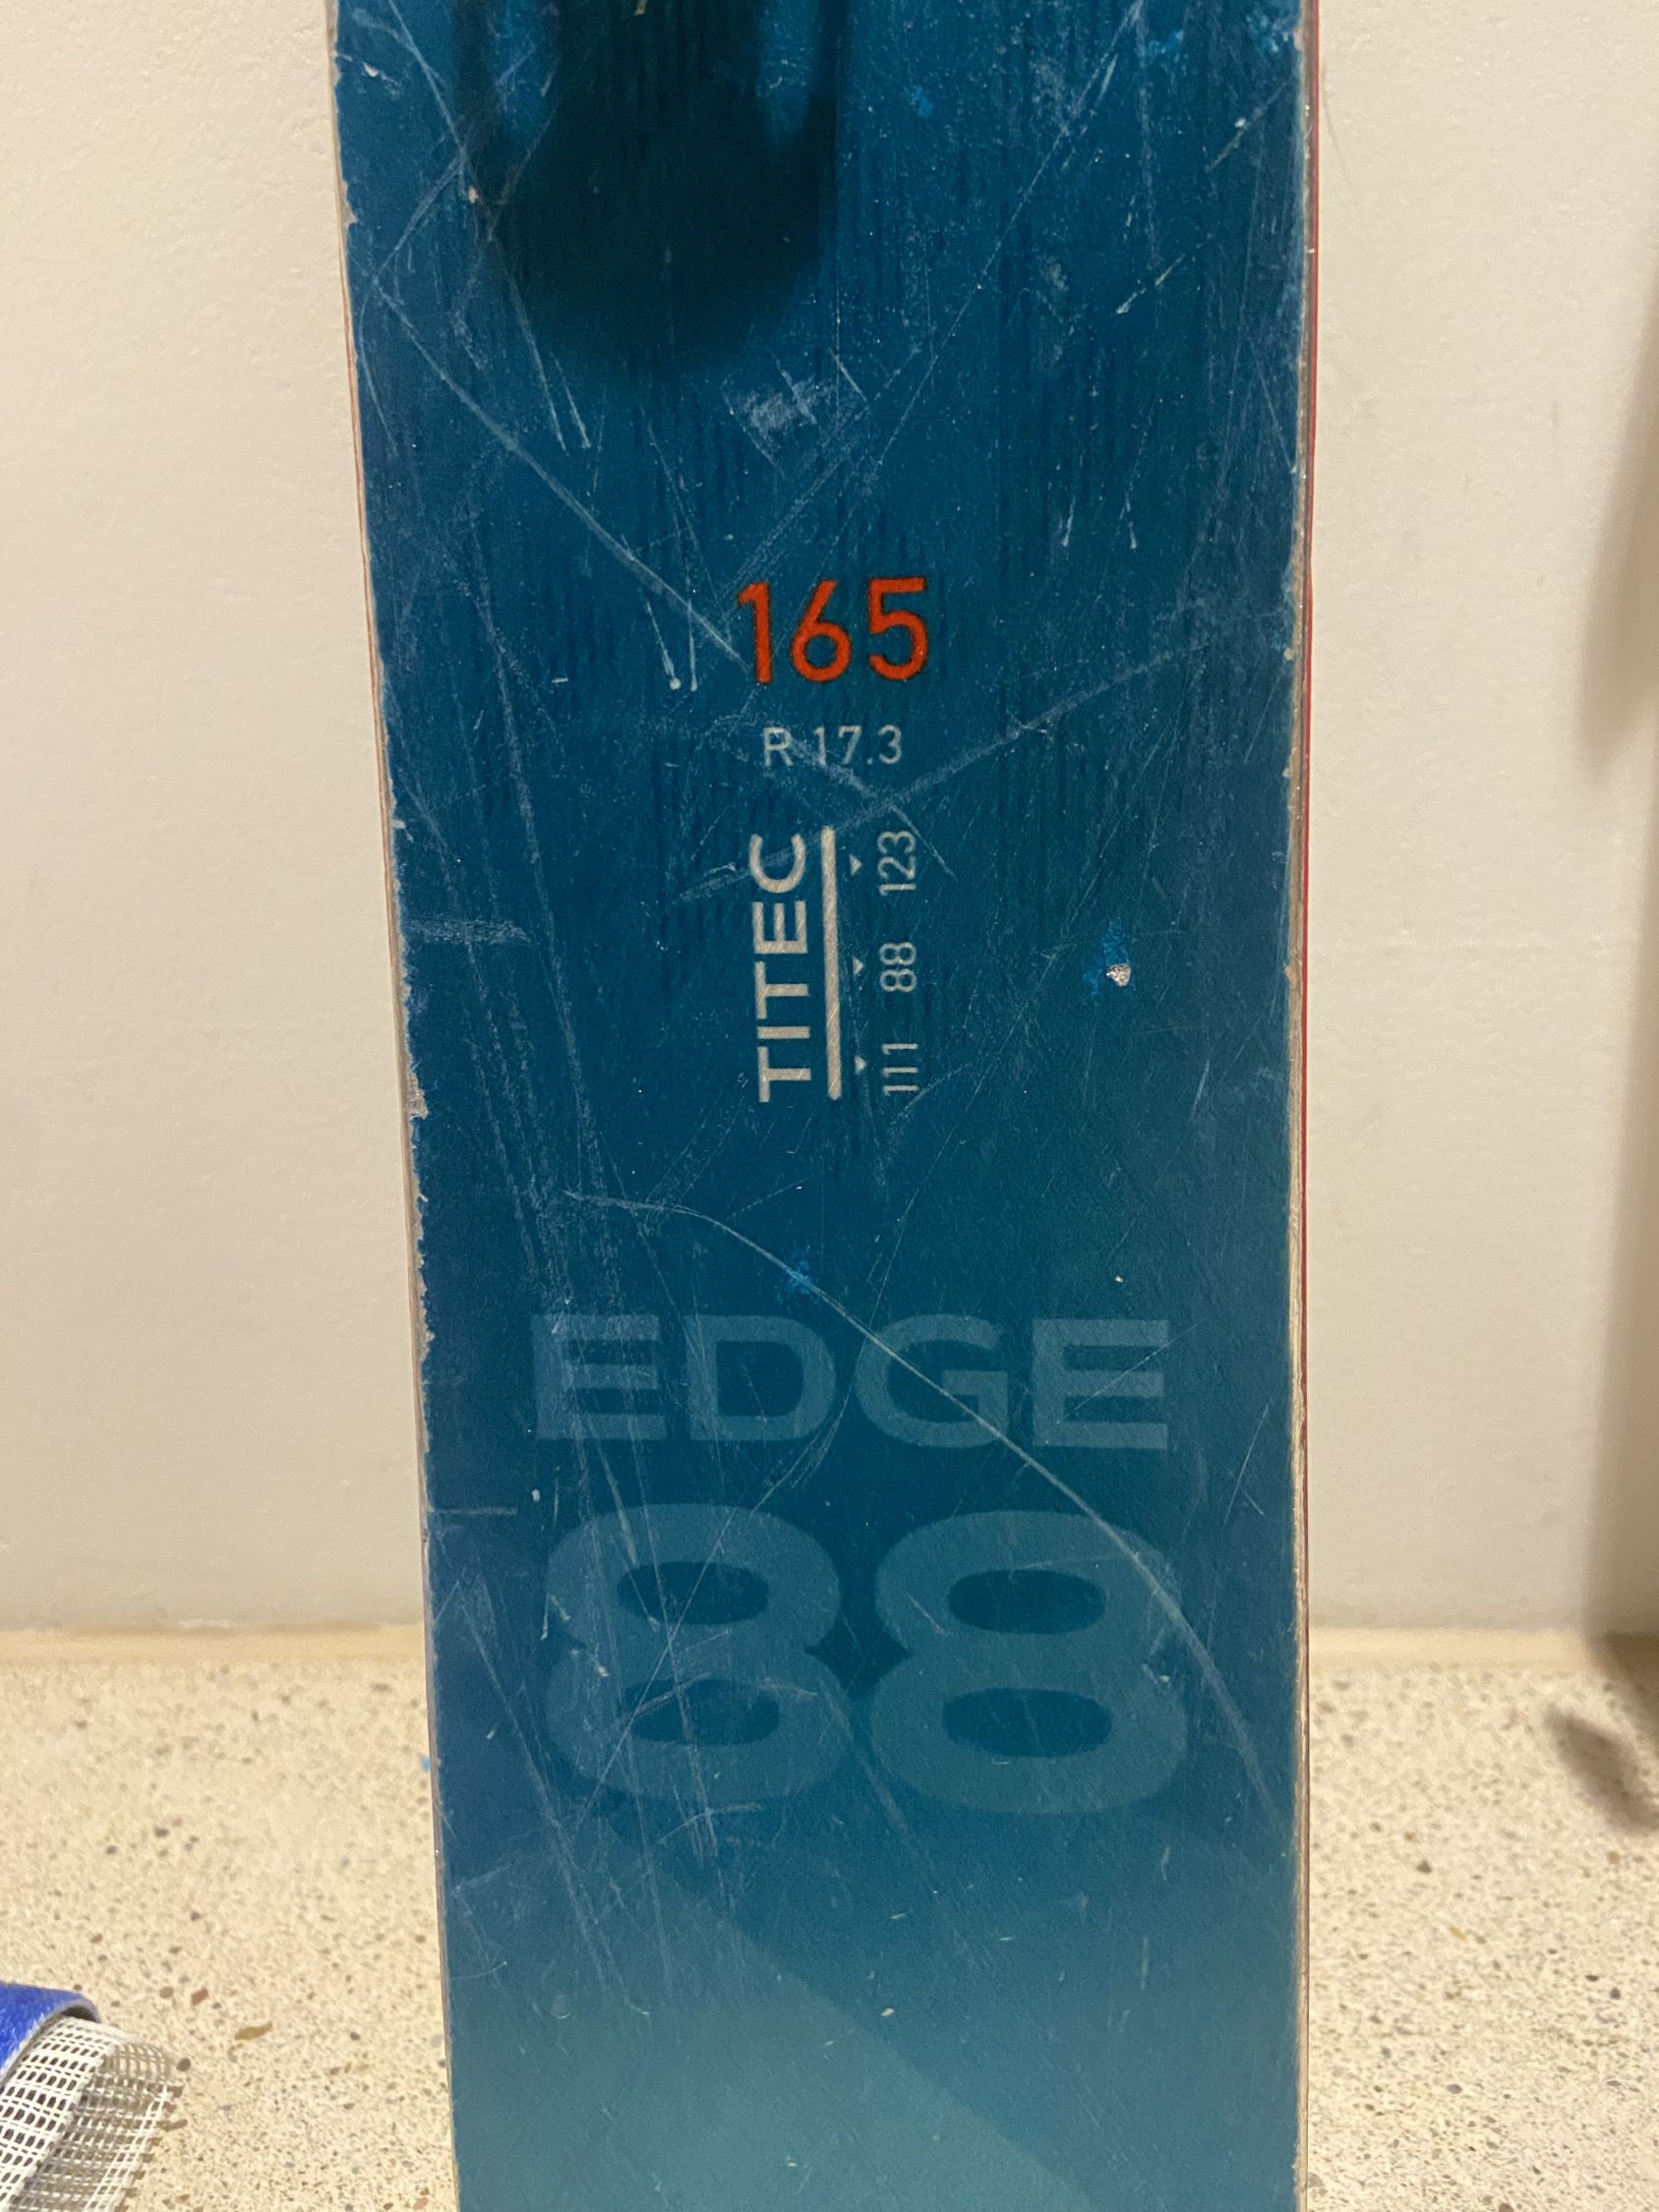 165
R 17.3
TITEC
111 88 123
EDGE
88